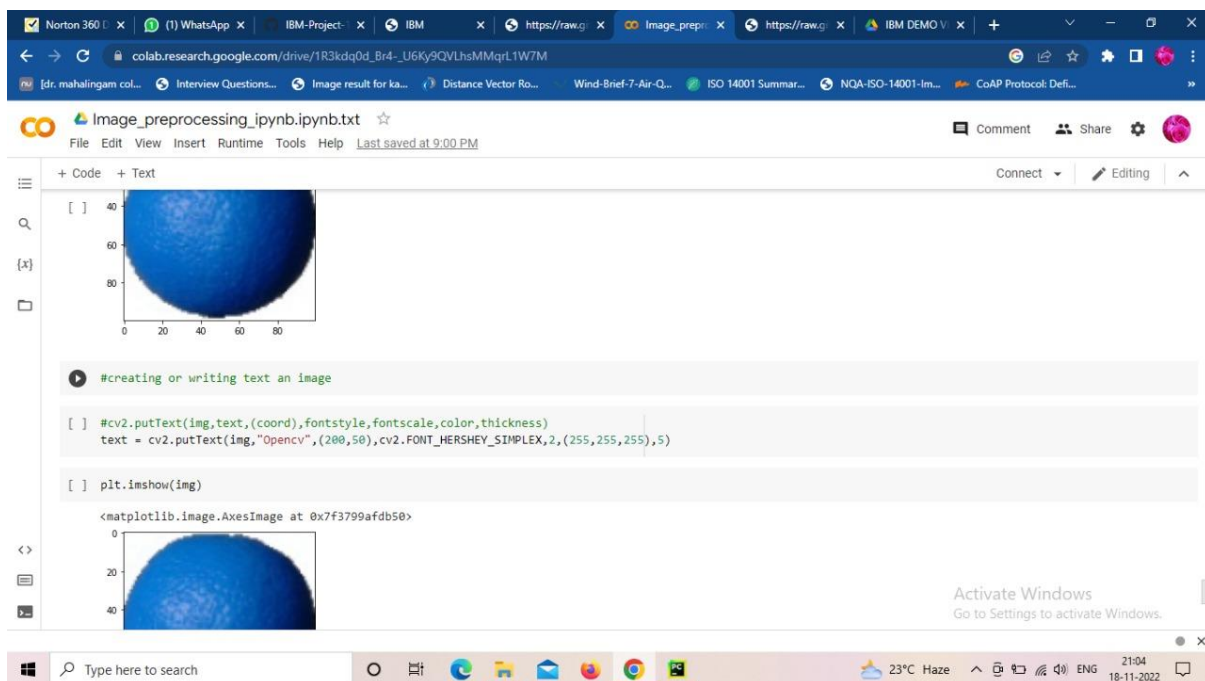 Norton 360 D
(1) WhatsApp
IBM-Project-1
IBM
https://raw.gi
Image_prepro
https://raw.gi
IBM DEMO VI
colab.research.google.com/drive/1R3kdq0d_Br4-_U6Ky9QVLhsMMqrL1W7M
[dr. mahalingam col...
Interview Questions...
Image result for ka...
Distance Vector Ro...
Wind-Brief-7-Air-Q...
ISO 14001 Summar...
NQA-ISO-14001-Im...
CoAP Protocol: Defi...
»
CO
Image_preprocessing_ipynb.ipynb.txt
Comment
Share
File Edit View Insert Runtime Tools Help Last saved at 9:00 PM
+ Code + Text
Connect
Editing
[ ]
40
60
80
0 20 40 60 80
{x}
#creating or writing text an image
[ ] #cv2.putText(img,text,(coord),fontstyle,fontscale,color,thickness)
text = cv2.putText(img,"Opencv",(200,50),cv2.FONT_HERSHEY_SIMPLEX,2,(255,255,255),5)
[ ] plt.imshow(img)
<matplotlib.image.AxesImage at 0x7f3799afdb50>
0
20
40
<>
Activate Windows
Go to Settings to activate Windows.
Type here to search
23°C Haze
ENG
21:04
18-11-2022